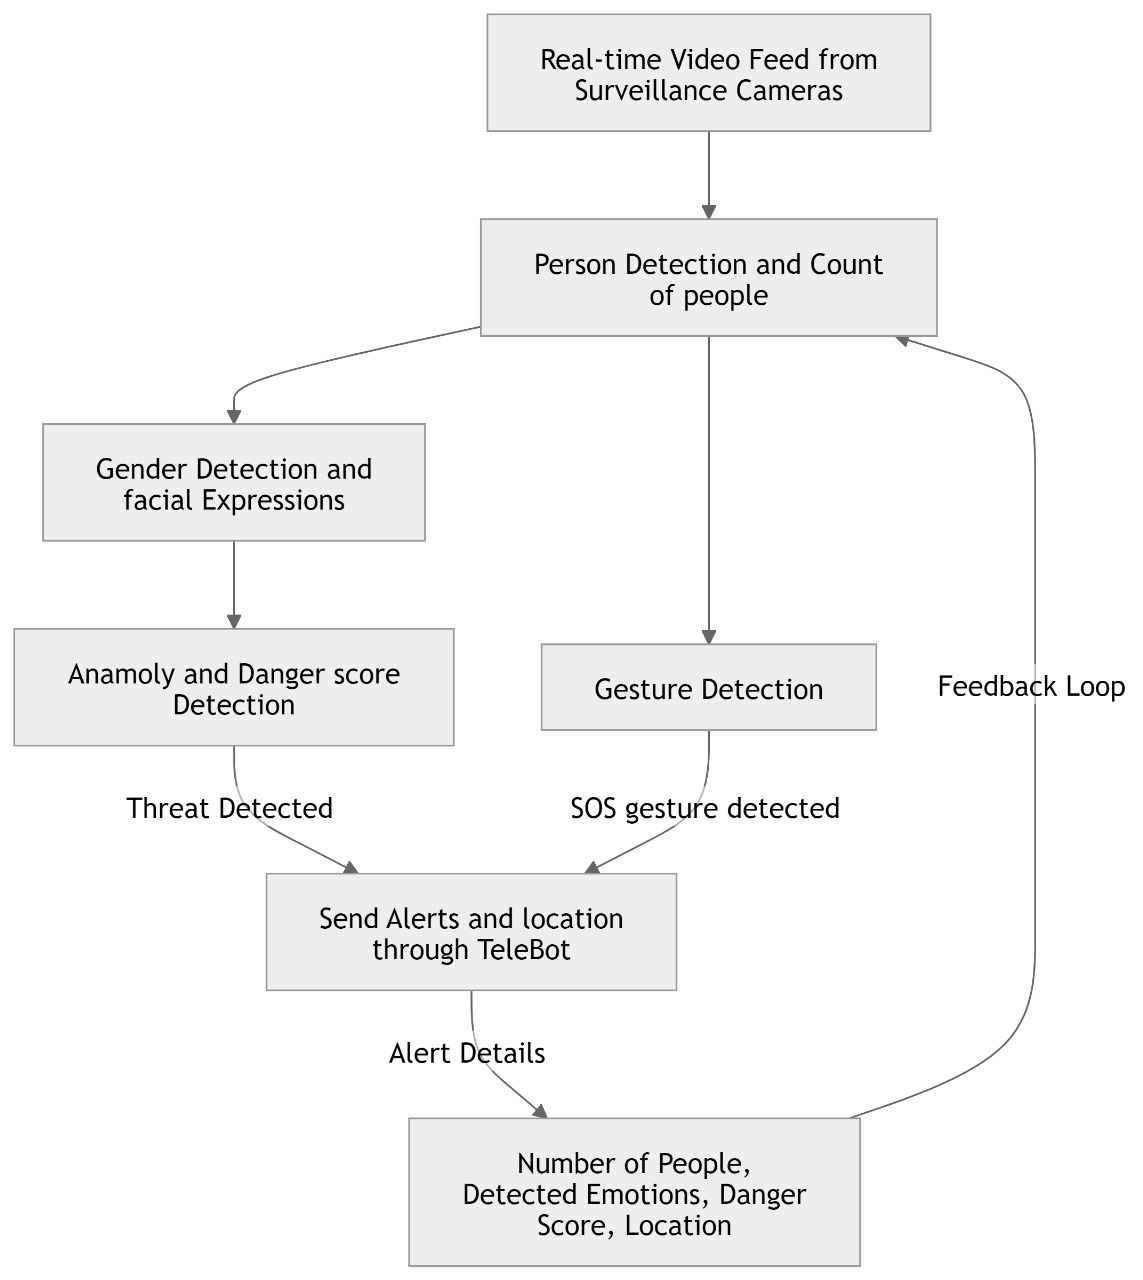 Real-time Video Feed from
Surveillance Cameras
Person Detection and Count
of people
Gender Detection and
facial Expressions
Anamoly and Danger score
Detection
Gesture Detection
Feedback Loop
Threat Detected
SOS gesture detected
Send Alerts and location
through TeleBot
Alert Details
Number of People,
Detected Emotions, Danger
Score, Location